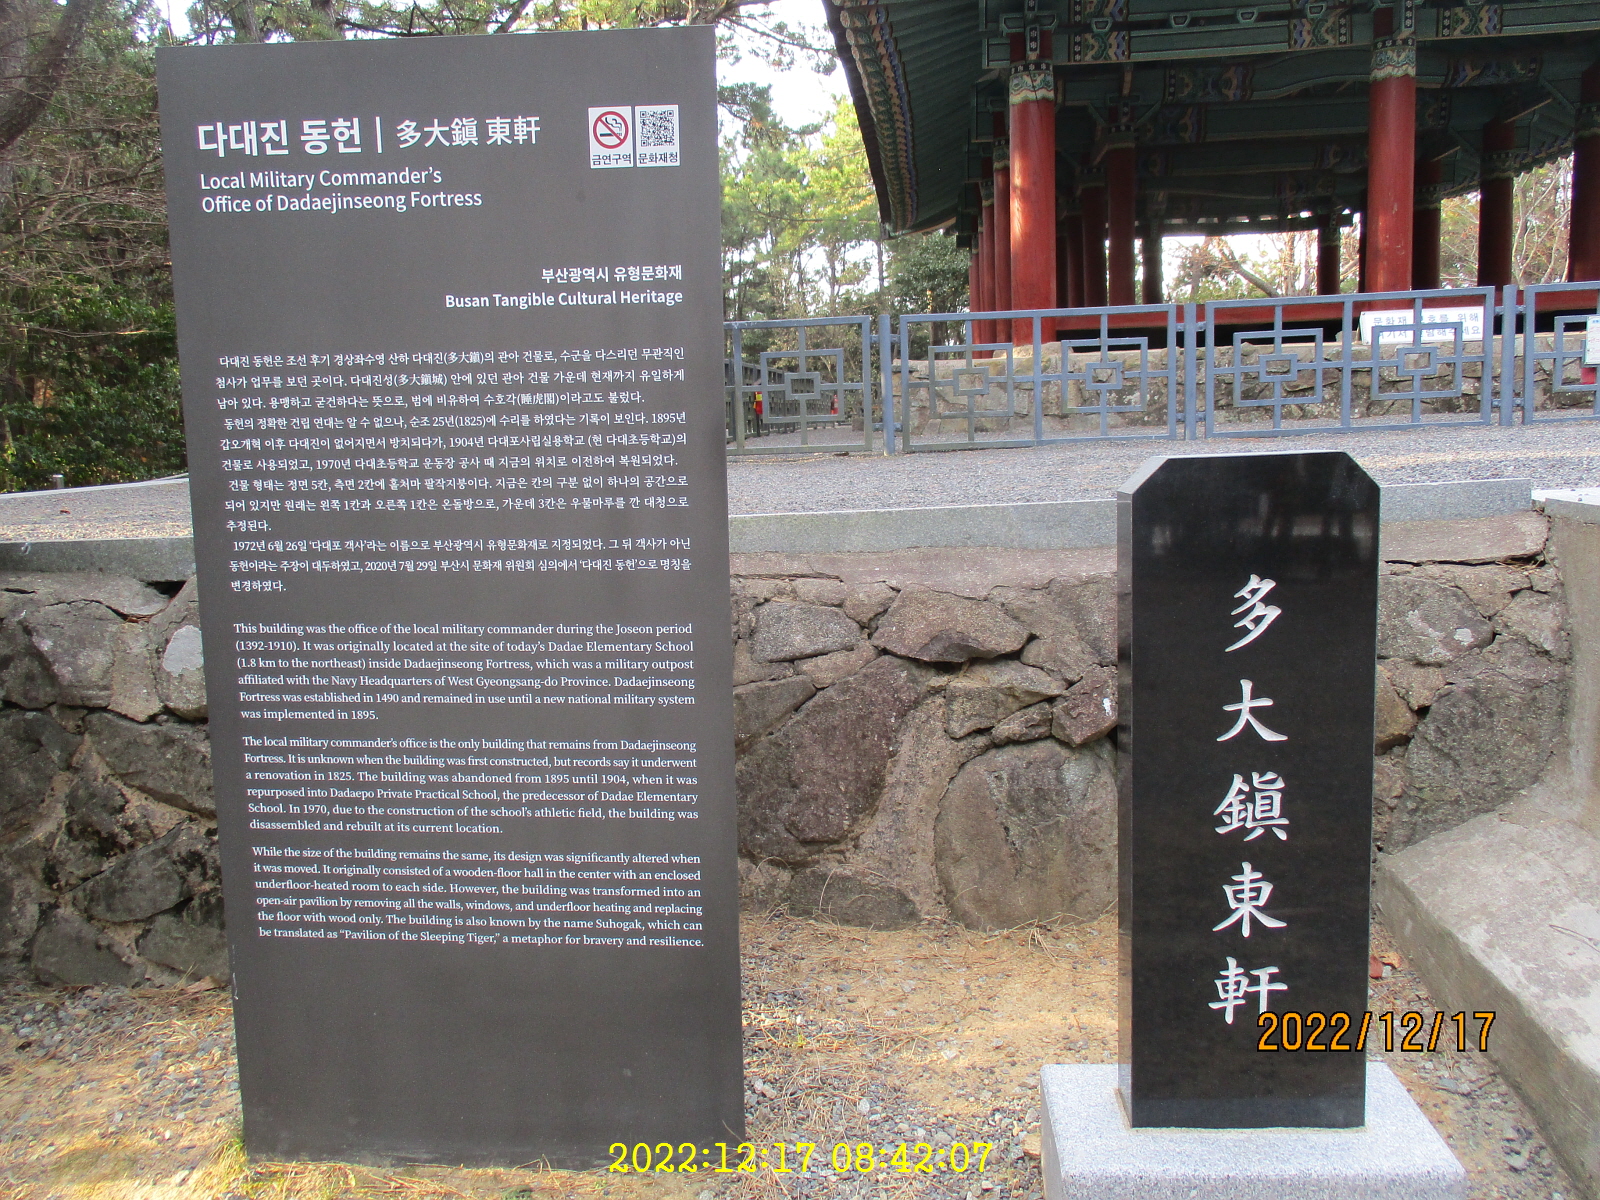 다대진 동헌 | 多大鎭 東軒
Local Military Commander's
Office of Dadaejinseong Fortress
금연구역 문화재청
부산광역시 유형문화재
Busan Tangible Cultural Heritage
다대진 동헌은 조선 후기 경상좌수영 산하 다대진(多大鎭)의 관아 건물로, 수군을 다스리던 무관직인
첨사가 업무를 보던 곳이다. 다대진성(多大鎭城) 안에 있던 관아 건물 가운데 현재까지 유일하게
남아 있다. 용맹하고 굳건하다는 뜻으로, 범에 비유하여 수호각(睡虎閣)이라고도 불렀다.
동헌의 정확한 건립 연대는 알 수 없으나, 순조 25년(1825)에 수리를 하였다는 기록이 보인다. 1895년
갑오개혁 이후 다대진이 없어지면서 방치되다가, 1904년 다대포사립실용학교 (현 다대초등학교)의
건물로 사용되었고, 1970년 다대초등학교 운동장 공사 때 지금의 위치로 이전하여 복원되었다.
건물 형태는 정면 5칸, 측면 2칸에 홑처마 팔작지붕이다. 지금은 칸의 구분 없이 하나의 공간으로
되어 있지만 원래는 왼쪽 1칸과 오른쪽 1칸은 온돌방으로, 가운데 3칸은 우물마루를 깐 대청으로
추정된다.
1972년 6월 26일 '다대포 객사'라는 이름으로 부산광역시 유형문화재로 지정되었다. 그 뒤 객사가 아닌
동헌이라는 주장이 대두하였고, 2020년 7월 29일 부산시 문화재 위원회 심의에서 '다대진 동헌'으로 명칭을
변경하였다.
This building was the office of the local military commander during the Joseon period
(1392-1910). It was originally located at the site of today's Dadae Elementary School
(1.8 km to the northeast) inside Dadaejinseong Fortress, which was a military outpost
affiliated with the Navy Headquarters of West Gyeongsang-do Province. Dadaejinseong
Fortress was established in 1490 and remained in use until a new national military system
was implemented in 1895.
The local military commander's office is the only building that remains from Dadaejinseong
Fortress. It is unknown when the building was first constructed, but records say it underwent
a renovation in 1825. The building was abandoned from 1895 until 1904, when it was
repurposed into Dadaepo Private Practical School, the predecessor of Dadae Elementary
School. In 1970, due to the construction of the school's athletic field, the building was
disassembled and rebuilt at its current location.
While the size of the building remains the same, its design was significantly altered when
it was moved. It originally consisted of a wooden-floor hall in the center with an enclosed
underfloor-heated room to each side. However, the building was transformed into an
open-air pavilion by removing all the walls, windows, and underfloor heating and replacing
the floor with wood only. The building is also known by the name Suhogak, which can
be translated as "Pavilion of the Sleeping Tiger," a metaphor for bravery and resilience.
多大鎭東軒
2022/12/17
2022:12:17 08:42:07